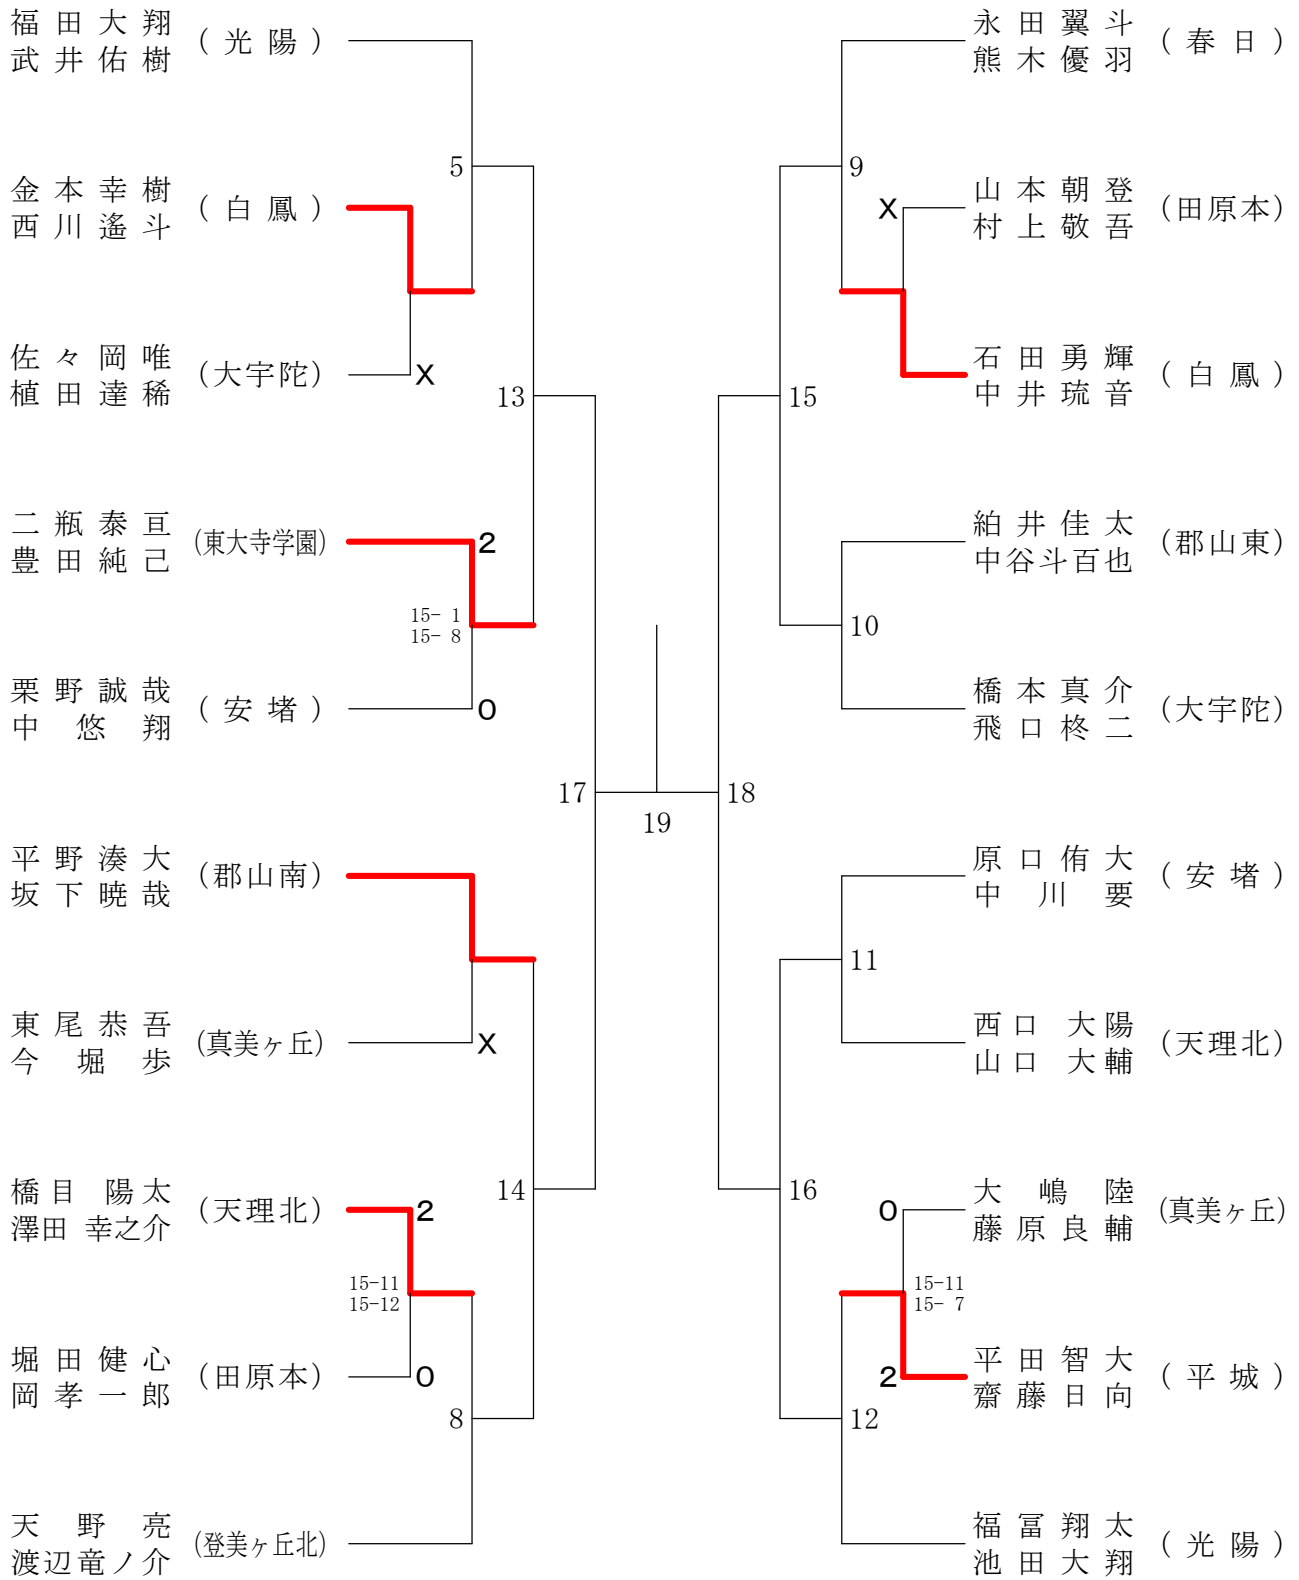 福田大翔
武井佑樹
(光陽)
5
金本幸樹
西川遙斗
(白鳳)
佐々岡唯
植田達稀
(大宇陀)
X
13
二瓶泰亘
豊田純己
(東大寺学園)
2
15- 1
15- 8
栗野誠哉
中悠翔
(安堵)
0
17
平野湊大
坂下暁哉
(郡山南)
東尾恭吾
今堀歩
(真美ヶ丘)
X
14
橋目 陽太
澤田 幸之介
(天理北)
2
15-11
15-12
堀田健心
岡孝一郎
(田原本)
0
8
天野亮
渡辺竜ノ介
(登美ヶ丘北)
19
永田翼斗
熊木優羽
(春日)
9
山本朝登
村上敬吾
(田原本)
X
石田勇輝
中井琉音
(白鳳)
15
絈井佳太
中谷斗百也
(郡山東)
10
橋本真介
飛口柊二
(大宇陀)
18
原口侑大
中川要
(安堵)
11
西口 大陽
山口 大輔
(天理北)
16
大嶋陸
藤原良輔
(真美ヶ丘)
0
15-11
15- 7
平田智大
齋藤日向
(平城)
2
12
福冨翔太
池田大翔
(光陽)